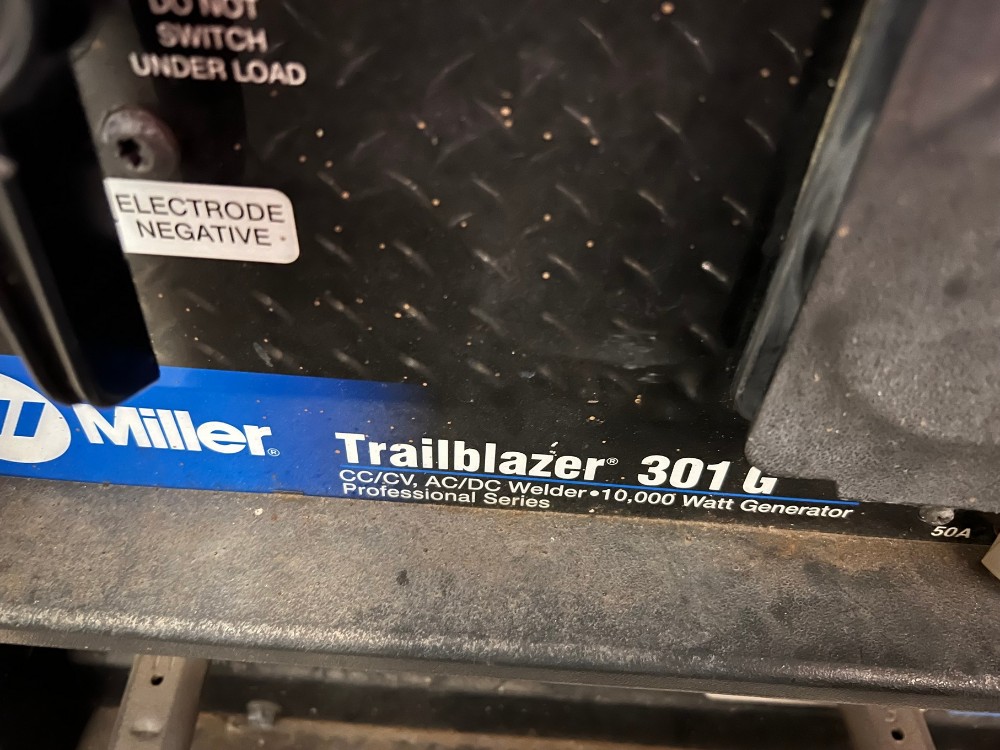 DO NOT
SWITCH
UNDER LOAD
ELECTRODE
NEGATIVE
Miller®
Trailblazer® 301 G
CC/CV, AC/DC Welder•10,000 Watt Generator
Professional Series
50A